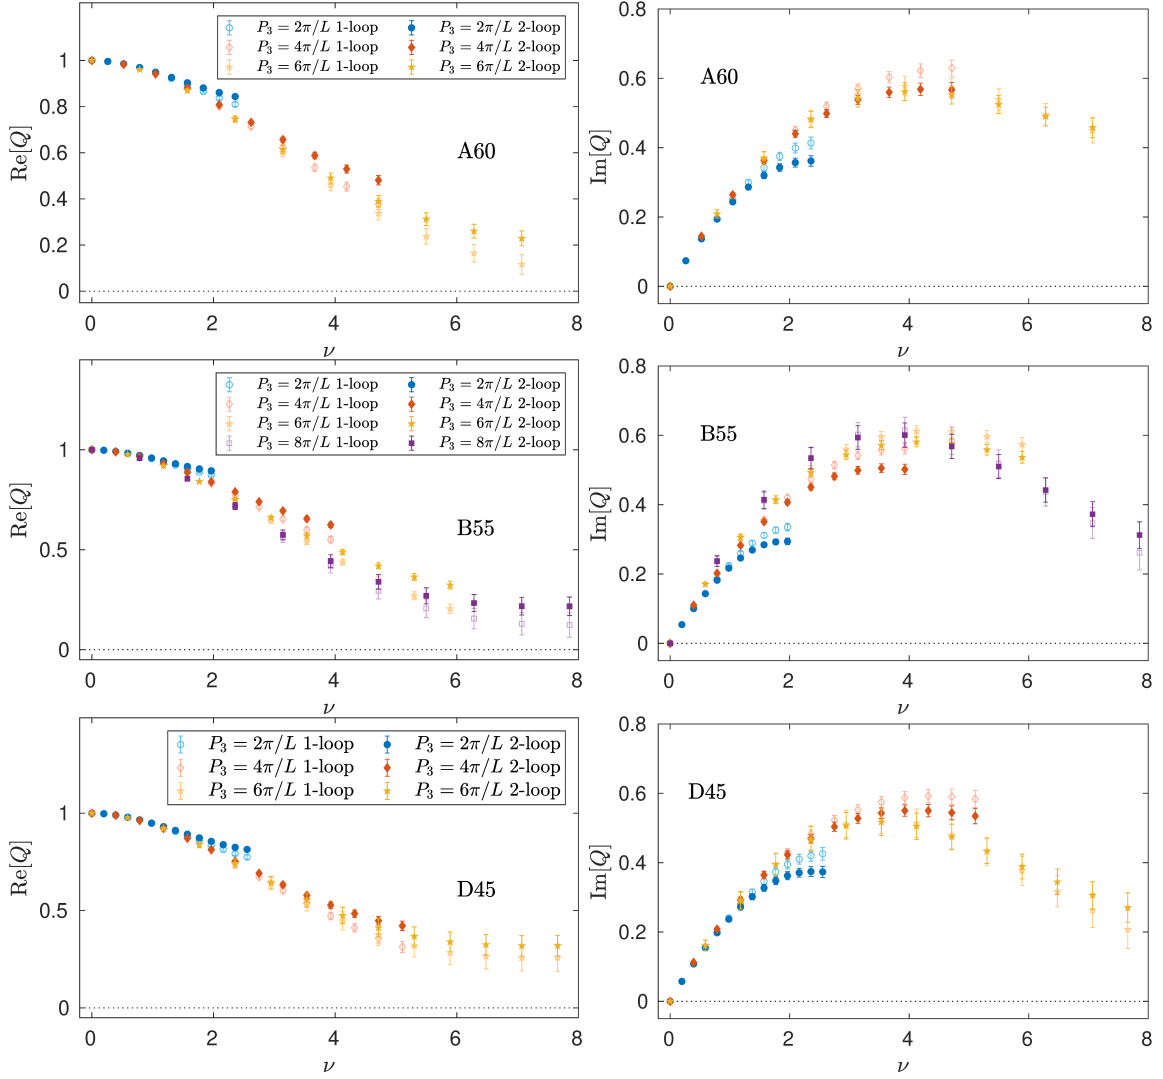 P₃ = 2π/L 1-loop P₃ = 2π/L 2-loop
P₃ = 4π/L 1-loop P₃ = 4π/L 2-loop
P₃ = 6π/L 1-loop P₃ = 6π/L 2-loop
Re[Q]
1
0.8
0.6
0.4
0.2
0
A60
0 2 4 6 8
ν
Im[Q]
0.8
0.6
0.4
0.2
0
A60
0 2 4 6 8
ν
P₃ = 2π/L 1-loop P₃ = 2π/L 2-loop
P₃ = 4π/L 1-loop P₃ = 4π/L 2-loop
P₃ = 6π/L 1-loop P₃ = 6π/L 2-loop
P₃ = 8π/L 1-loop P₃ = 8π/L 2-loop
Re[Q]
1
0.5
0
B55
0 2 4 6 8
ν
Im[Q]
0.8
0.6
0.4
0.2
0
B55
0 2 4 6 8
ν
P₃ = 2π/L 1-loop P₃ = 2π/L 2-loop
P₃ = 4π/L 1-loop P₃ = 4π/L 2-loop
P₃ = 6π/L 1-loop P₃ = 6π/L 2-loop
Re[Q]
1
0.5
0
D45
0 2 4 6 8
ν
Im[Q]
0.8
0.6
0.4
0.2
0
D45
0 2 4 6 8
ν